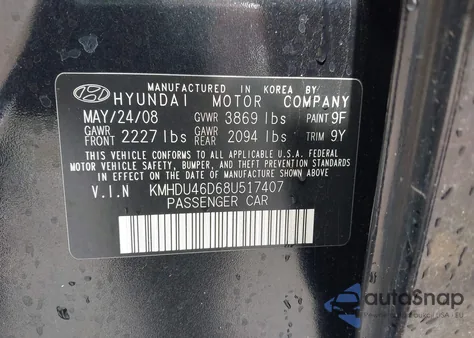 MANUFACTURED IN KOREA BY
HYUNDAI MOTOR COMPANY
MAY/24/08 GVWR 3869 lbs PAINT 9F
GAWR FRONT 2227 lbs GAWR REAR 2094 lbs TRIM 9Y
THIS VEHICLE CONFORMS TO ALL APPLICABLE U.S.A. FEDERAL
MOTOR VEHICLE SAFETY, BUMPER, AND THEFT PREVENTION STANDARDS
IN EFFECT ON THE DATE OF MANUFACTURE SHOWN ABOVE.
V.I.N KMHDU46D68U517407
PASSENGER CAR
autoSnap